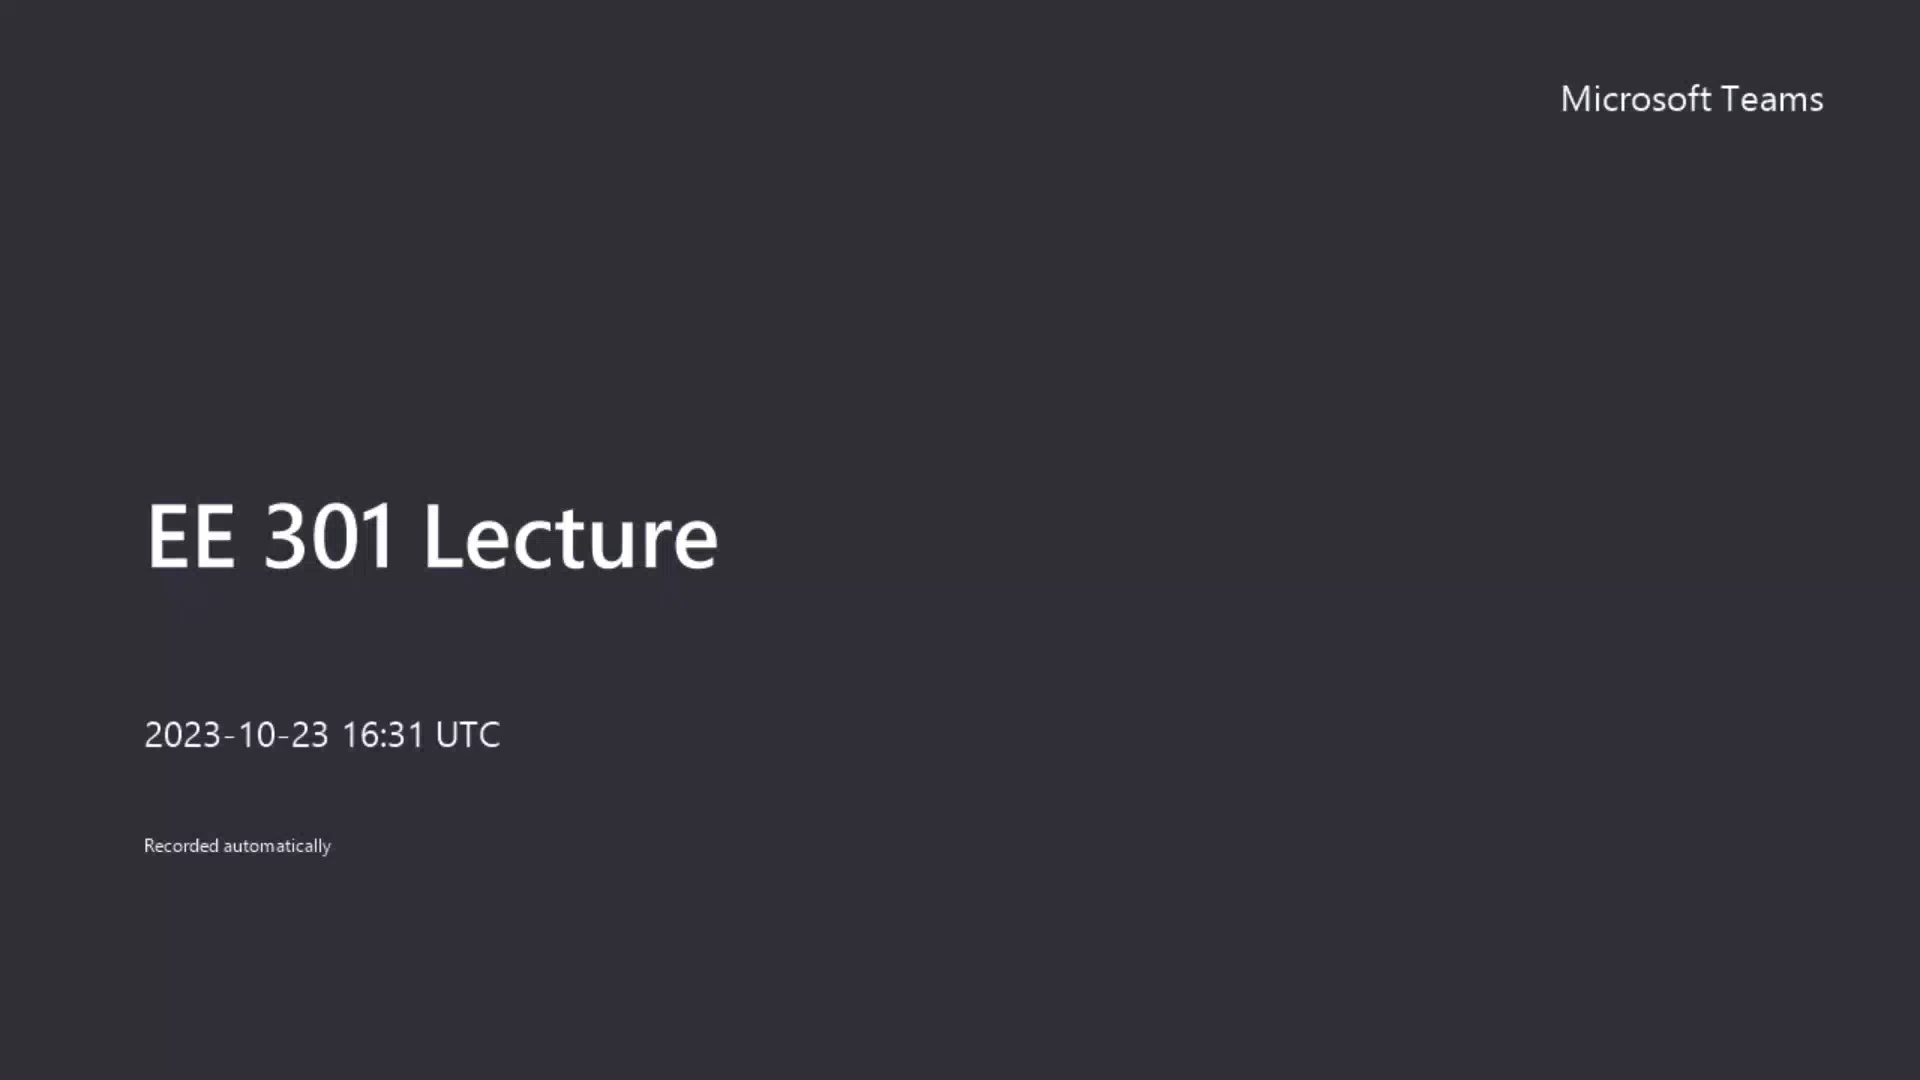 Microsoft Teams
EE 301 Lecture
2023-10-23 16:31 UTC
Recorded automatically